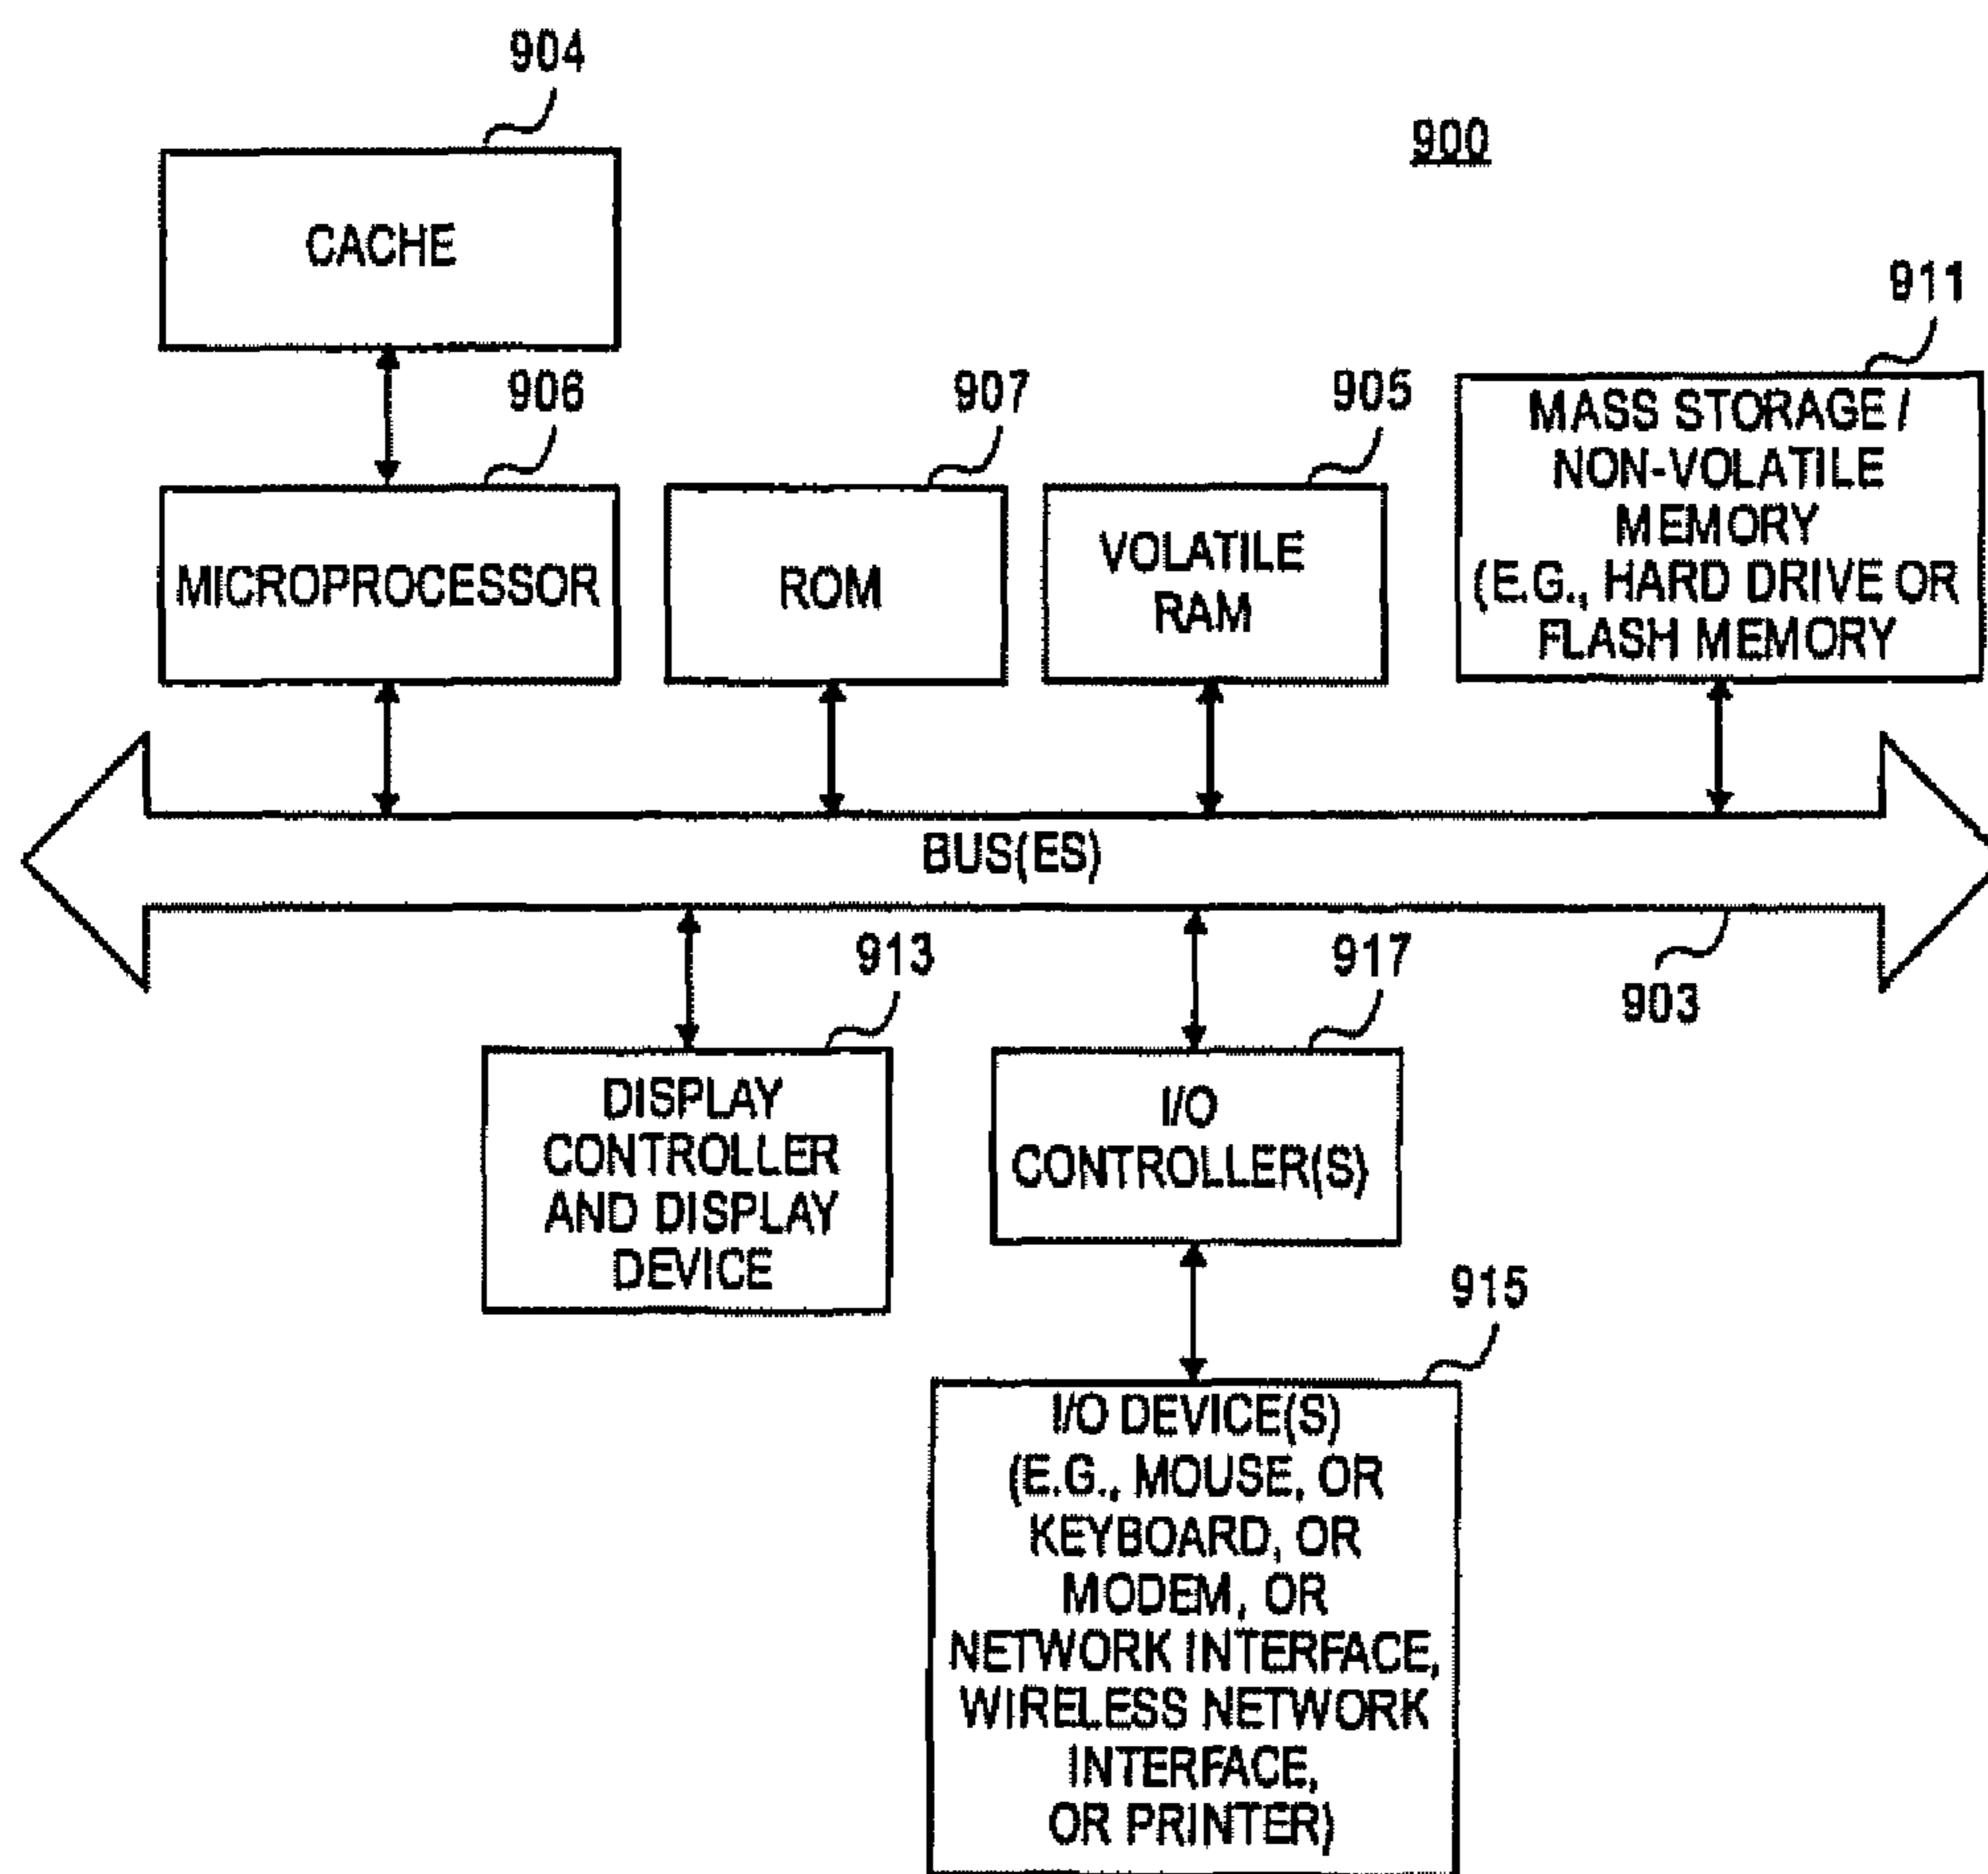 904
900
CACHE
911
906
907
905
MASS STORAGE /
NON-VOLATILE
MEMORY
(E.G., HARD DRIVE OR
FLASH MEMORY
MICROPROCESSOR
ROM
VOLATILE
RAM
BUS(ES)
913
917
903
DISPLAY
CONTROLLER
AND DISPLAY
DEVICE
I/O
CONTROLLER(S)
915
I/O DEVICE(S)
(E.G., MOUSE, OR
KEYBOARD, OR
MODEM, OR
NETWORK INTERFACE,
WIRELESS NETWORK
INTERFACE,
OR PRINTER)